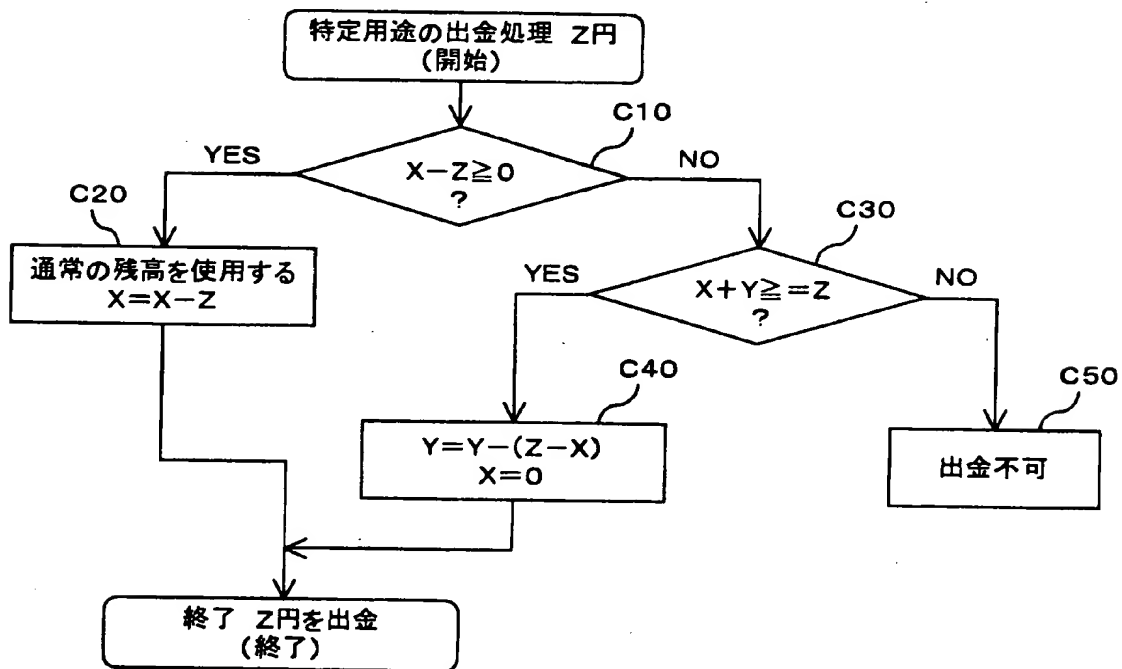 特定用途の出金処理 Z円
(開始)
C10
YES
X−Z≧0
?
NO
C20
通常の残高を使用する
X=X−Z
C30
YES
X+Y≧=Z
?
NO
C40
Y=Y−(Z−X)
X=0
C50
出金不可
終了 Z円を出金
(終了)